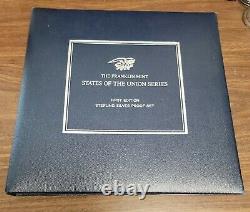 THE FRANKLIN MINT
STATES OF THE UNION SERIES
FIRST EDITION
STERLING SILVER PROOF SET